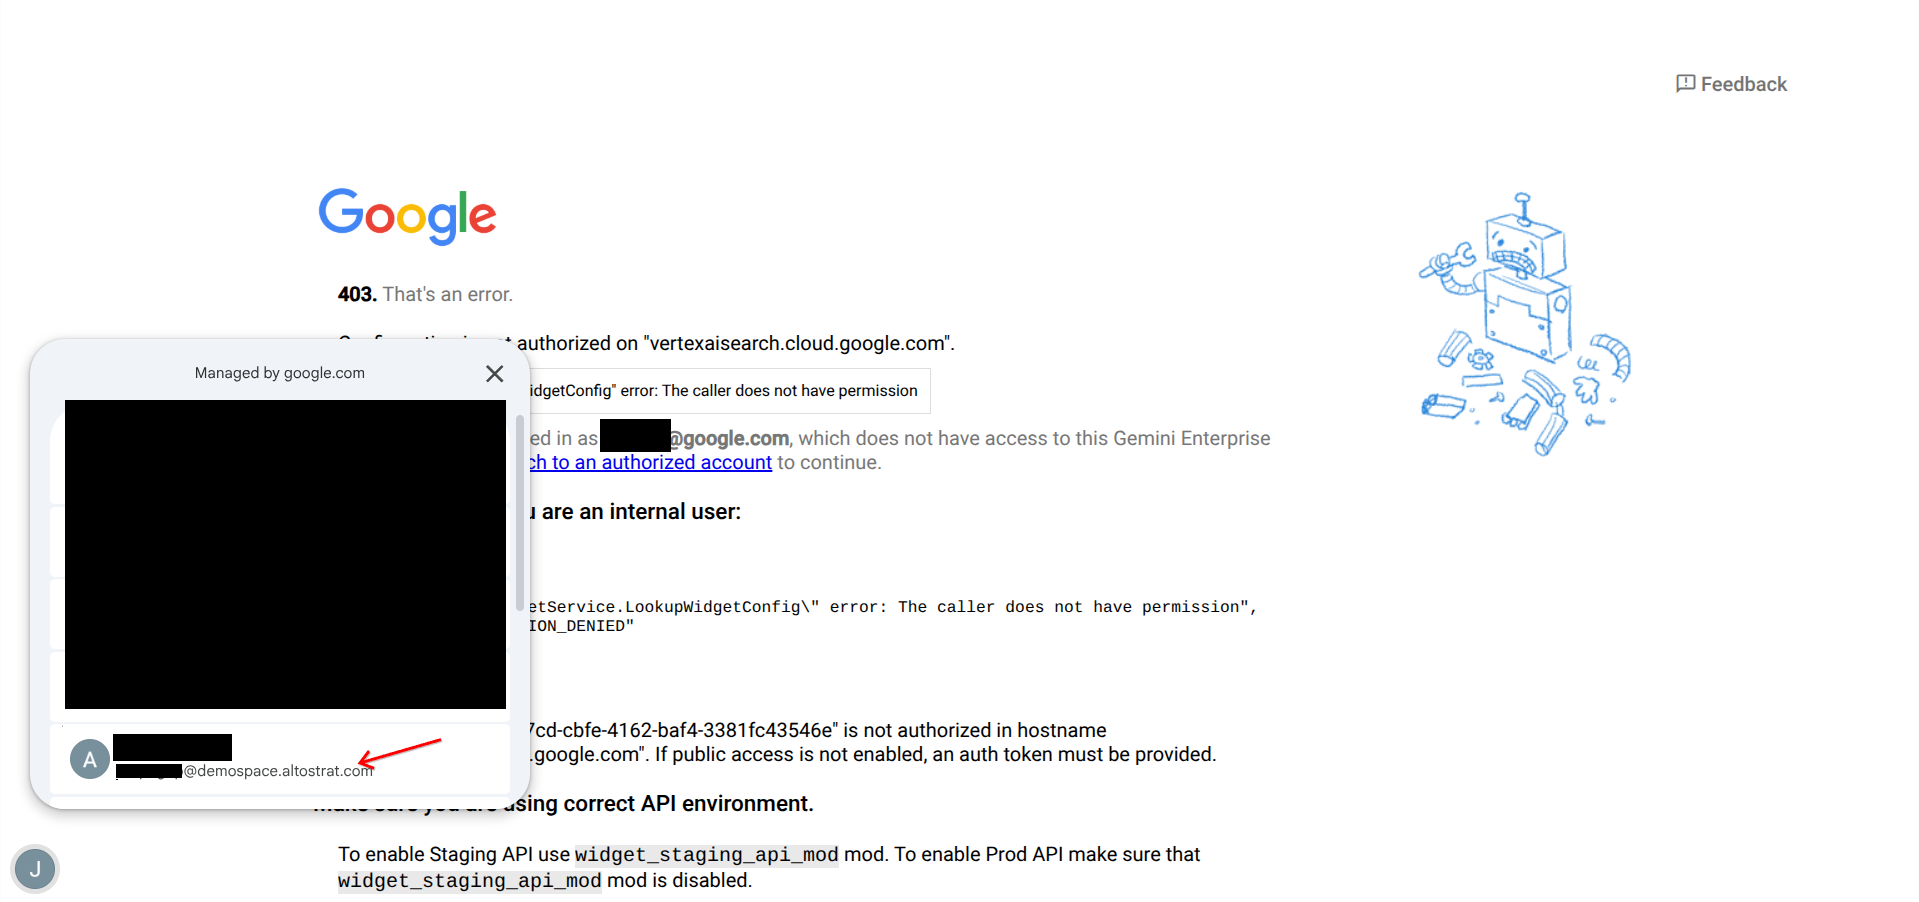 Feedback
Google
403. That's an error.
authorized on "vertexaisearch.cloud.google.com".
Managed by google.com
idgetConfig" error: The caller does not have permission
ed in as @google.com, which does not have access to this Gemini Enterprise
ch to an authorized account to continue.
u are an internal user:
etService.LookupWidgetConfig\" error: The caller does not have permission",
ION_DENIED"
7cd-cbfe-4162-baf4-3381fc43546e" is not authorized in hostname
.google.com". If public access is not enabled, an auth token must be provided.
A
@demospace.altostrat.com
using correct API environment.
To enable Staging API use widget_staging_api_mod mod. To enable Prod API make sure that
widget_staging_api_mod mod is disabled.
J